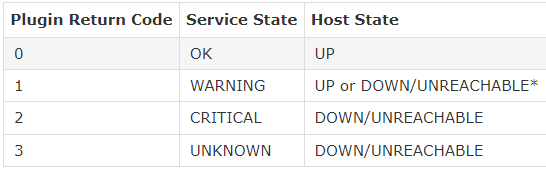 Plugin Return Code Service State Host State
0 OK UP
1 WARNING UP or DOWN/UNREACHABLE*
2 CRITICAL DOWN/UNREACHABLE
3 UNKNOWN DOWN/UNREACHABLE